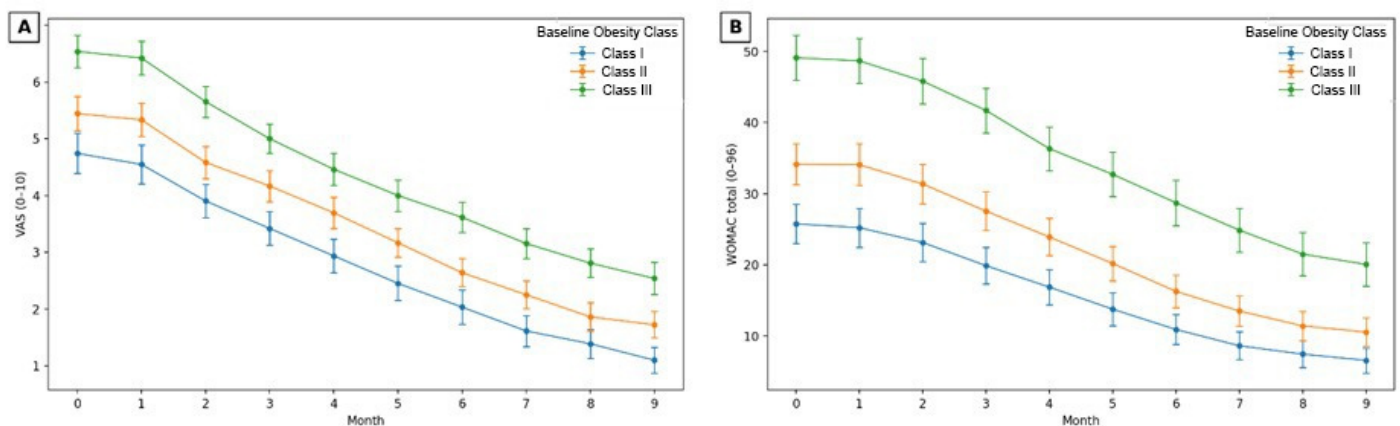 A
Baseline Obesity Class
Class I
Class II
Class III
VAS (0-10)
6
5
4
3
2
1
0 1 2 3 4 5 6 7 8 9
Month
B
Baseline Obesity Class
Class I
Class II
Class III
WOMAC total (0–96)
50
40
30
20
10
0 1 2 3 4 5 6 7 8 9
Month